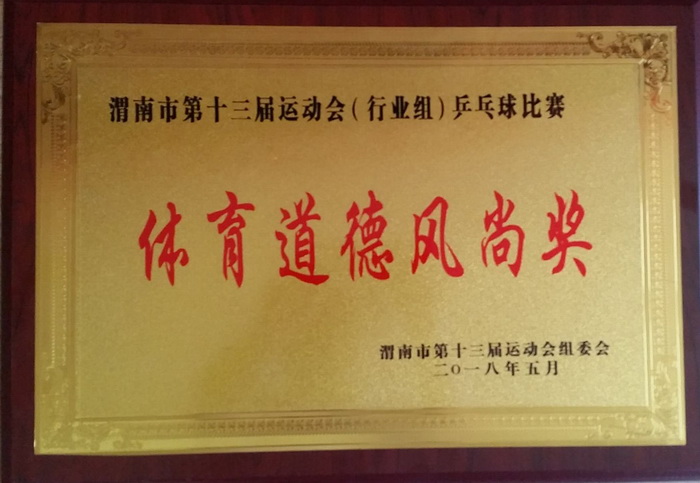 渭南市第十三届运动会(行业组)乒乓球比赛
体育道德风尚奖
渭南市第十三届运动会组委会
二〇一八年五月